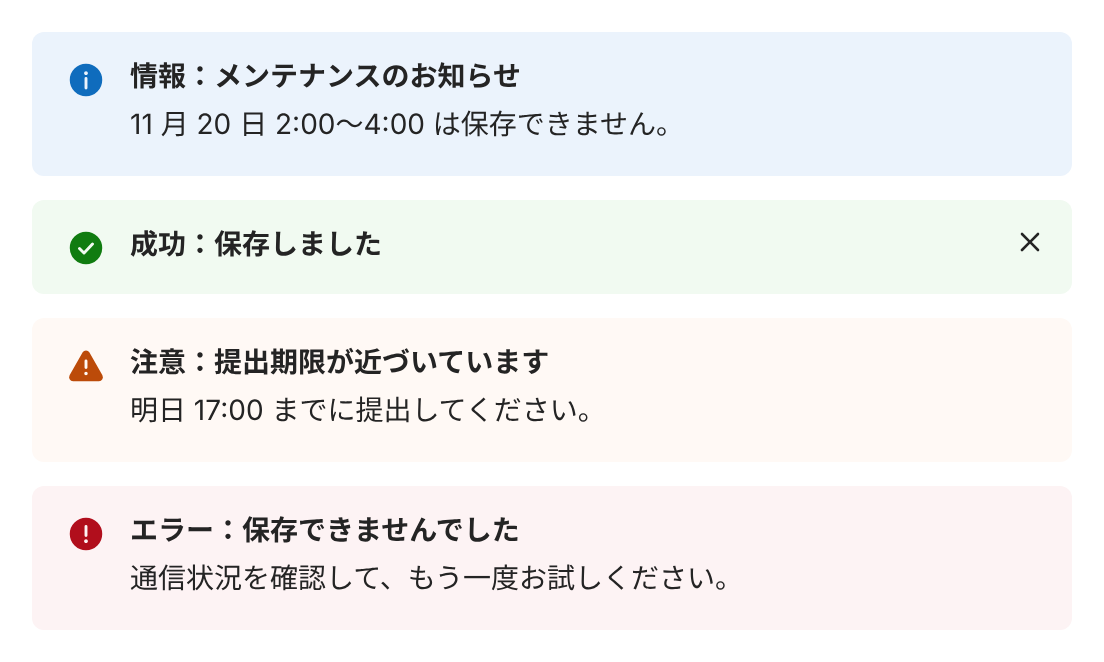 情報：メンテナンスのお知らせ
11 月 20 日 2:00〜4:00 は保存できません。
成功：保存しました
注意：提出期限が近づいています
明日 17:00 までに提出してください。
エラー：保存できませんでした
通信状況を確認して、もう一度お試しください。